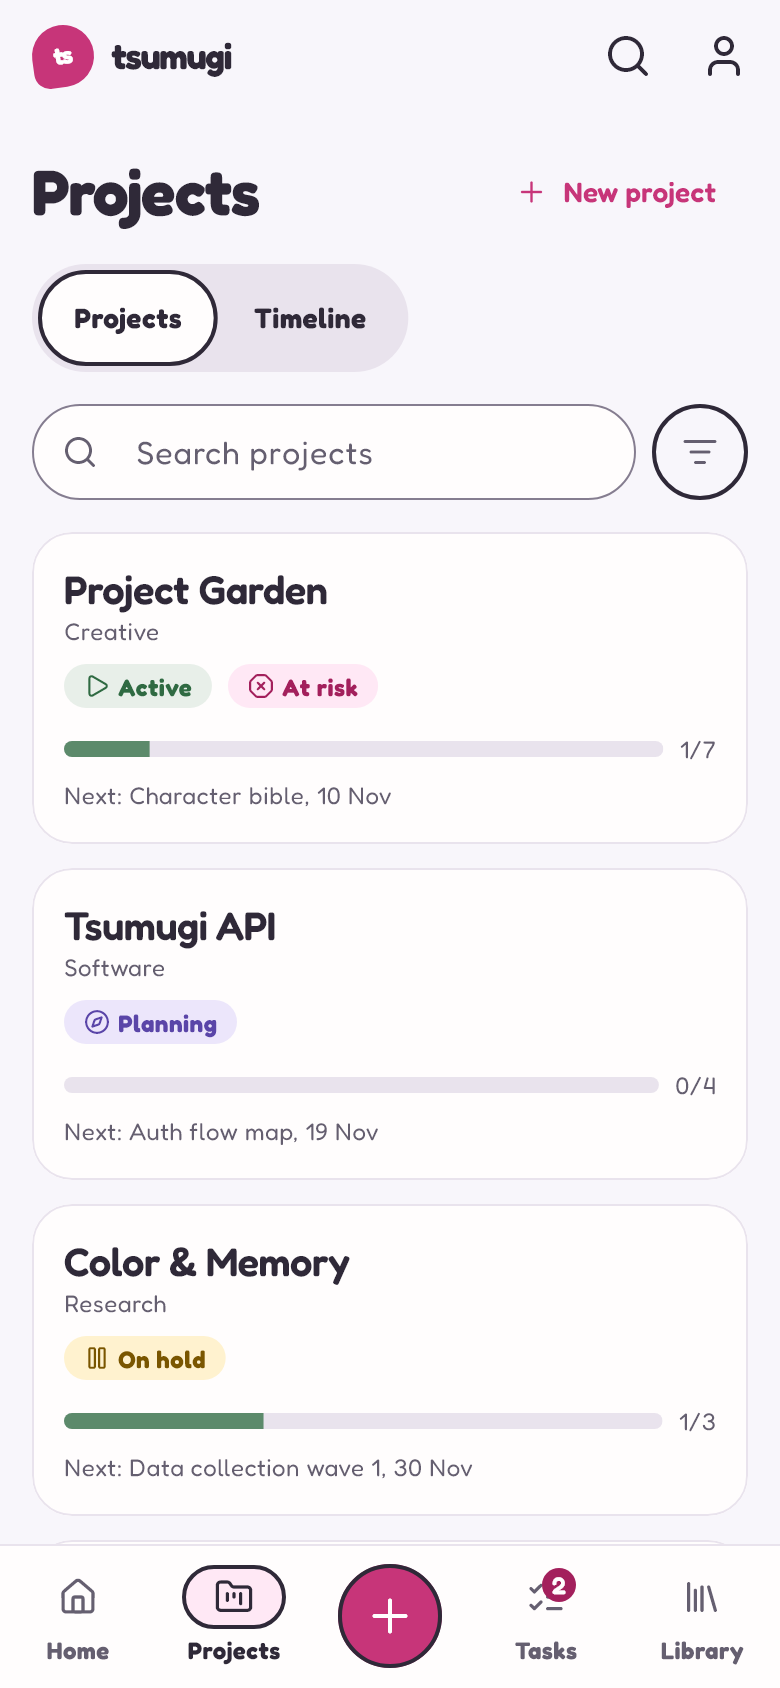 ts
tsumugi
Projects
+ New project
Projects
Timeline
Search projects
Project Garden
Creative
Active
At risk
1/7
Next: Character bible, 10 Nov
Tsumugi API
Software
Planning
0/4
Next: Auth flow map, 19 Nov
Color & Memory
Research
On hold
1/3
Next: Data collection wave 1, 30 Nov
2
Home
Projects
Tasks
Library